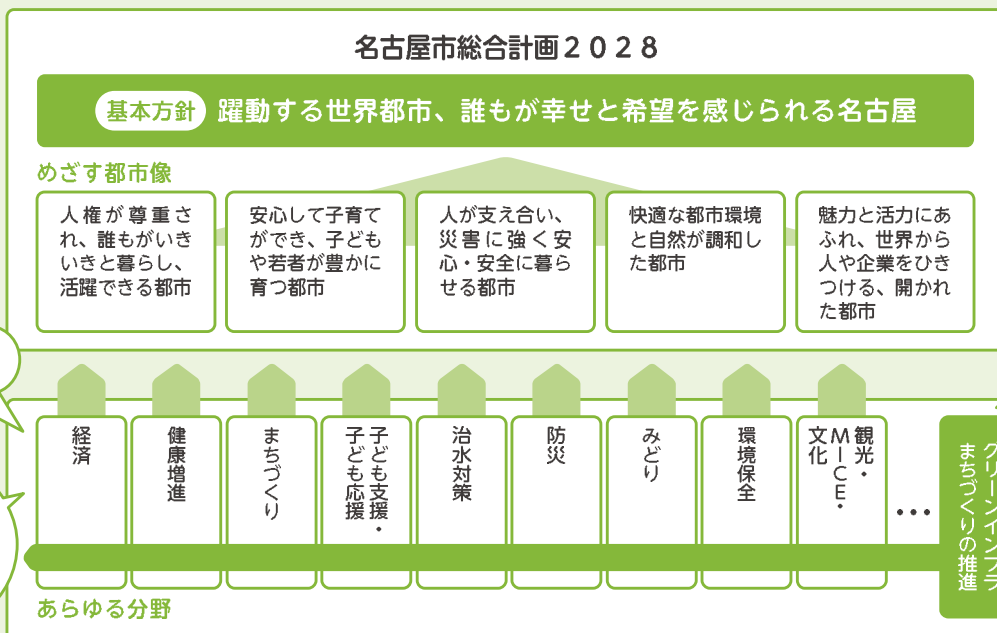 名古屋市総合計画２０２８
基本方針 躍動する世界都市、誰もが幸せと希望を感じられる名古屋
めざす都市像
人権が尊重さ
れ、誰もがいき
いきと暮らし、
活躍できる都市
安心して子育て
ができ、子ども
や若者が豊かに
育つ都市
人が支え合い、
災害に強く安
心・安全に暮ら
せる都市
快適な都市環境
と自然が調和し
た都市
魅力と活力にあ
ふれ、世界から
人や企業をひき
つける、開かれ
た都市
経済
健康増進
まちづくり
子ども支援・
子ども応援
治水対策
防災
みどり
環境保全
観光・
ＭＩＣＥ・
文化
…
グリーンインフラ
まちづくりの推進
あらゆる分野